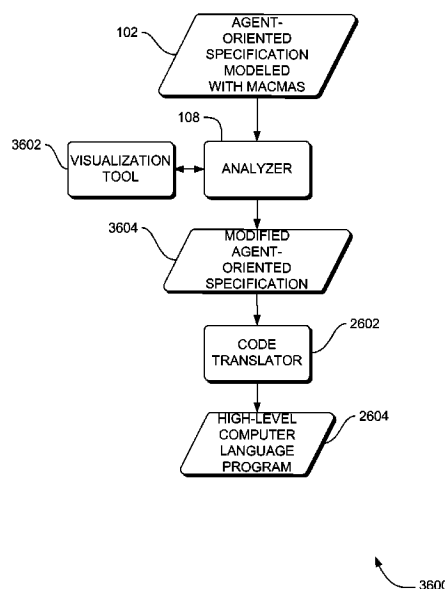 102
AGENT-
ORIENTED
SPECIFICATION
MODELED
WITH MACMAS
108
3602
VISUALIZATION
TOOL
ANALYZER
3604
MODIFIED
AGENT-
ORIENTED
SPECIFICATION
2602
CODE
TRANSLATOR
HIGH-LEVEL
COMPUTER
LANGUAGE
PROGRAM
2604
3600